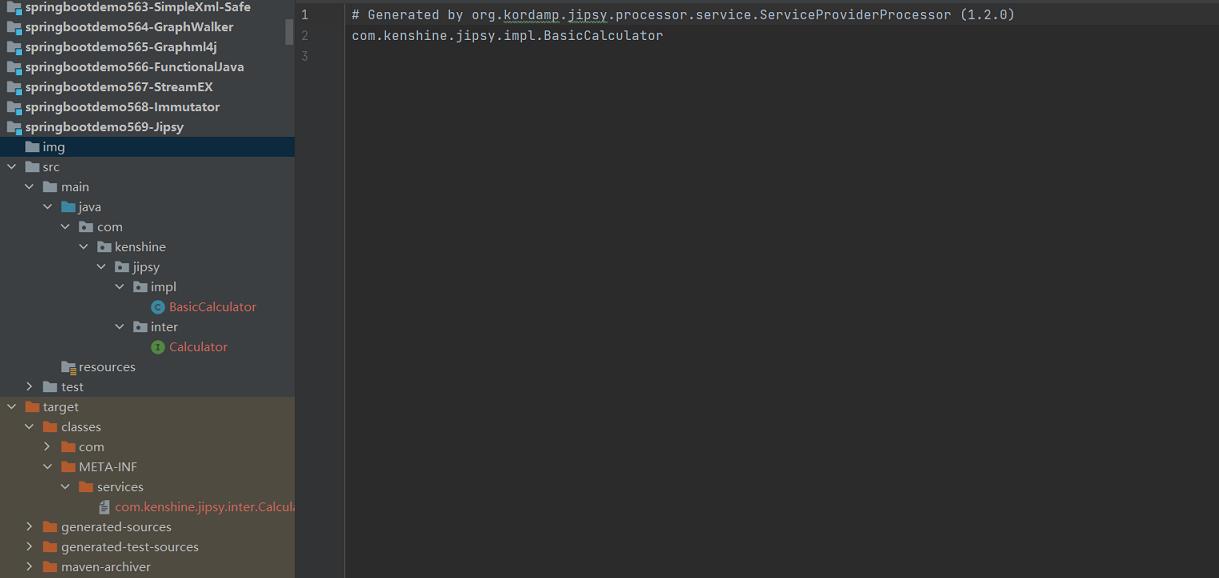 springbootdemo563-SimpleXml-Safe
springbootdemo564-GraphWalker
springbootdemo565-Graphml4j
springbootdemo566-FunctionalJava
springbootdemo567-StreamEX
springbootdemo568-Immutator
springbootdemo569-Jipsy
img
src
main
java
com
kenshine
jipsy
impl
C BasicCalculator
inter
I Calculator
resources
test
target
classes
com
META-INF
services
com.kenshine.jipsy.inter.Calcula
generated-sources
generated-test-sources
maven-archiver
1 # Generated by org.kordamp.jipsy.processor.service.ServiceProviderProcessor (1.2.0)
2 com.kenshine.jipsy.impl.BasicCalculator
3